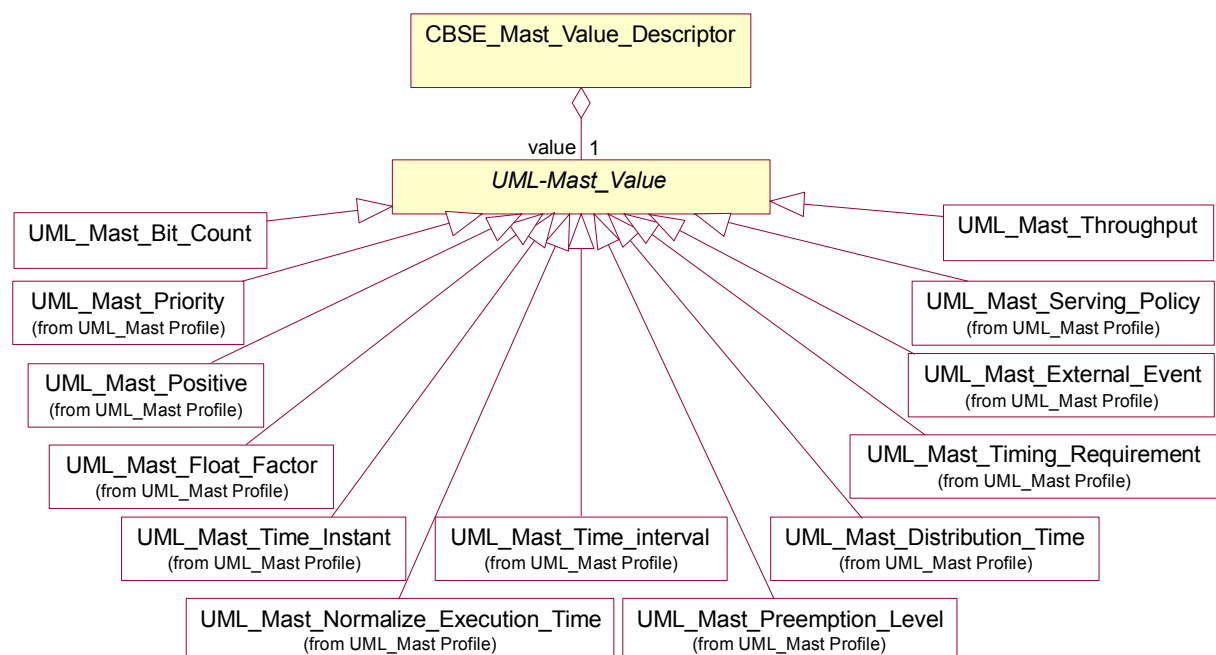 CBSE_Mast_Value_Descriptor
value 1
UML-Mast_Value
UML_Mast_Bit_Count
UML_Mast_Throughput
UML_Mast_Priority
(from UML_Mast Profile)
UML_Mast_Serving_Policy
(from UML_Mast Profile)
UML_Mast_Positive
(from UML_Mast Profile)
UML_Mast_External_Event
(from UML_Mast Profile)
UML_Mast_Float_Factor
(from UML_Mast Profile)
UML_Mast_Timing_Requirement
(from UML_Mast Profile)
UML_Mast_Time_Instant
(from UML_Mast Profile)
UML_Mast_Time_interval
(from UML_Mast Profile)
UML_Mast_Distribution_Time
(from UML_Mast Profile)
UML_Mast_Normalize_Execution_Time
(from UML_Mast Profile)
UML_Mast_Preemption_Level
(from UML_Mast Profile)